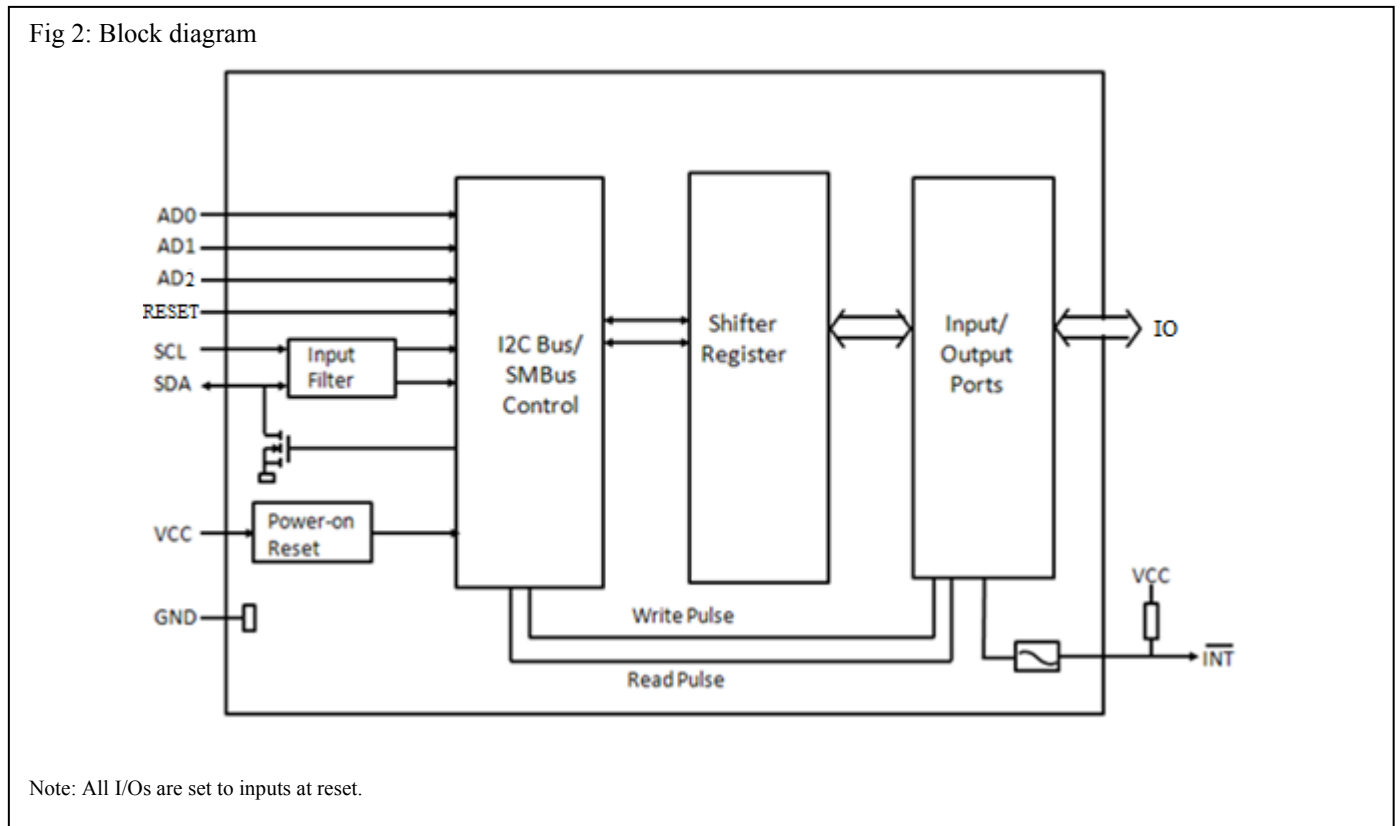 Fig 2: Block diagram
AD0
AD1
AD2
RESET
SCL
SDA
VCC
GND
Input
Filter
Power-on
Reset
I2C Bus/
SMBus
Control
Shifter
Register
Input/
Output
Ports
IO
Write Pulse
Read Pulse
VCC
INT
Note: All I/Os are set to inputs at reset.